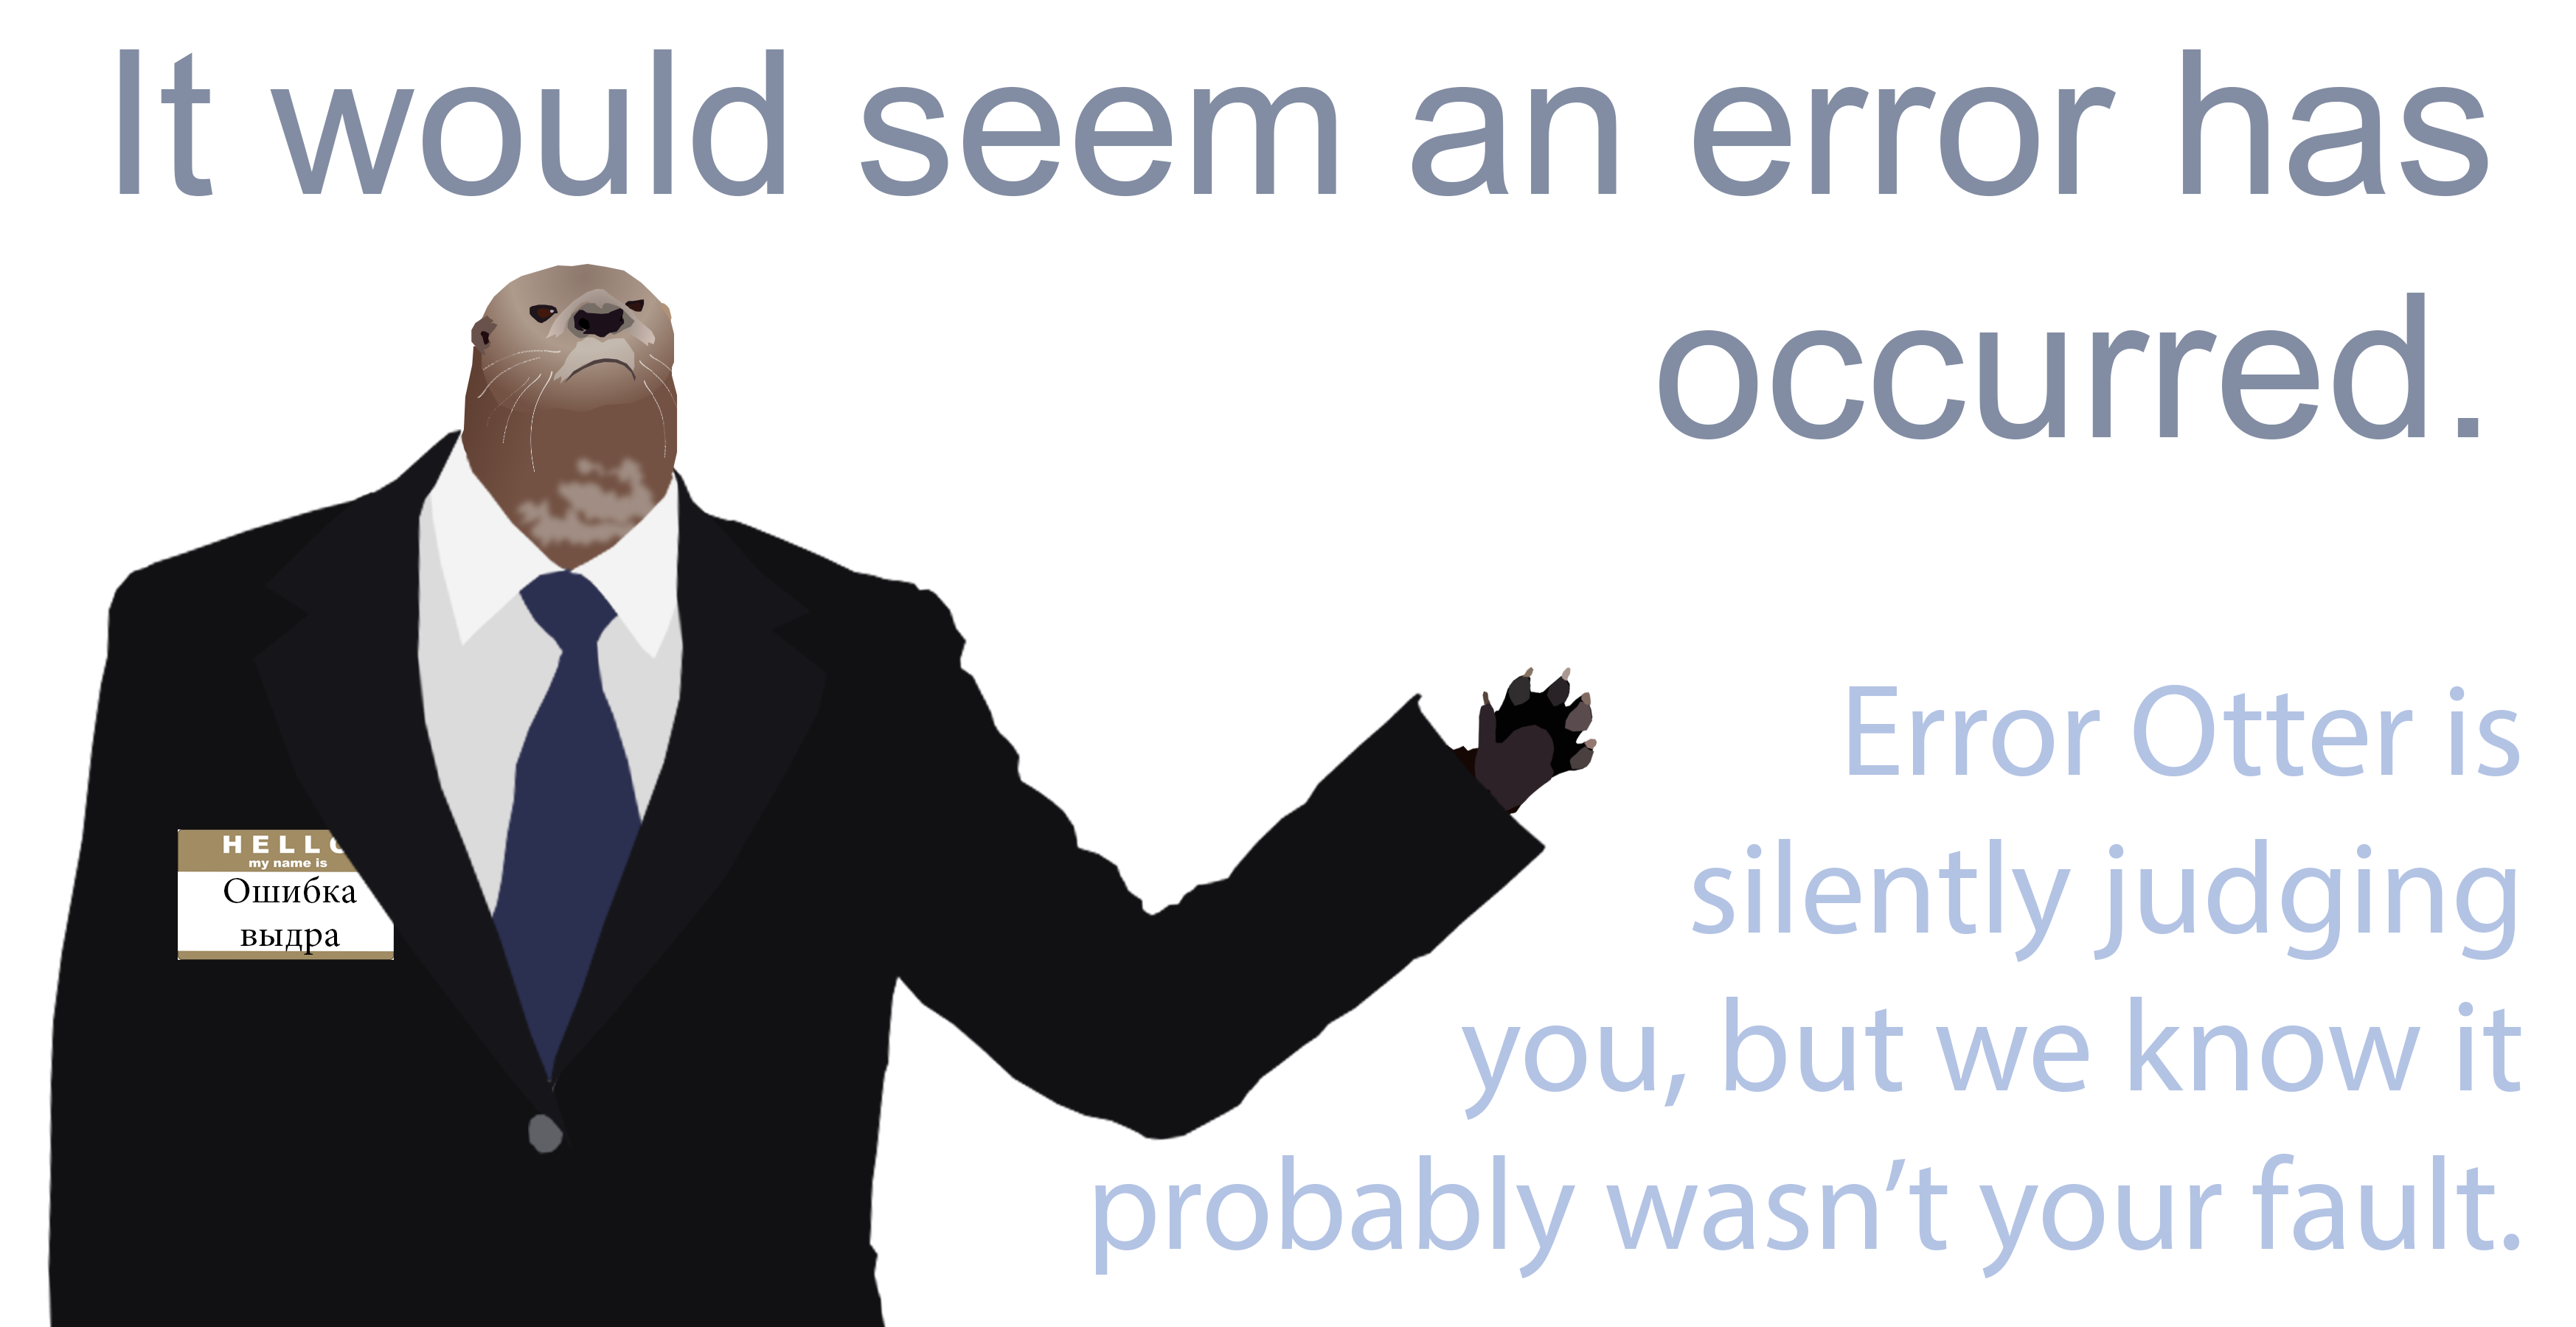 It would seem an error has
occurred.
HELLO
my name is
Ошибка
выдра
Error Otter is
silently judging
you, but we know it
probably wasn’t your fault.